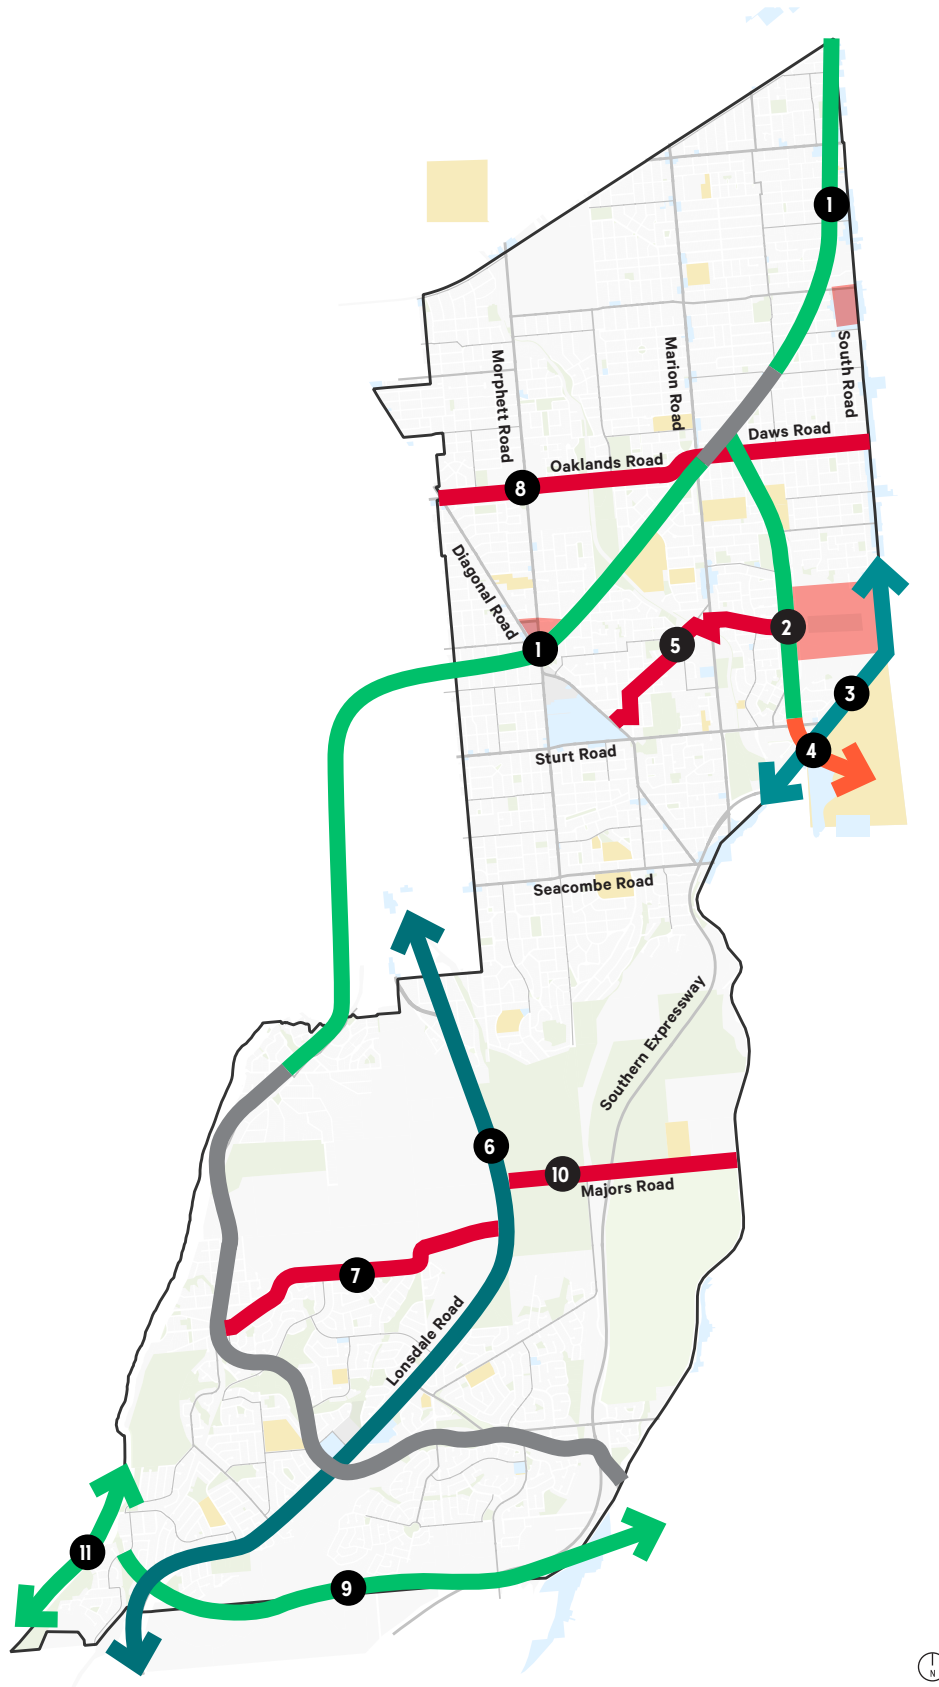 1
South Road
Marion Road
Morphett Road
Daws Road
Oaklands Road
8
Diagonal Road
2
5
1
3
4
Sturt Road
Seacombe Road
Southern Expressway
6
10
Majors Road
7
Lonsdale Road
11
9
N